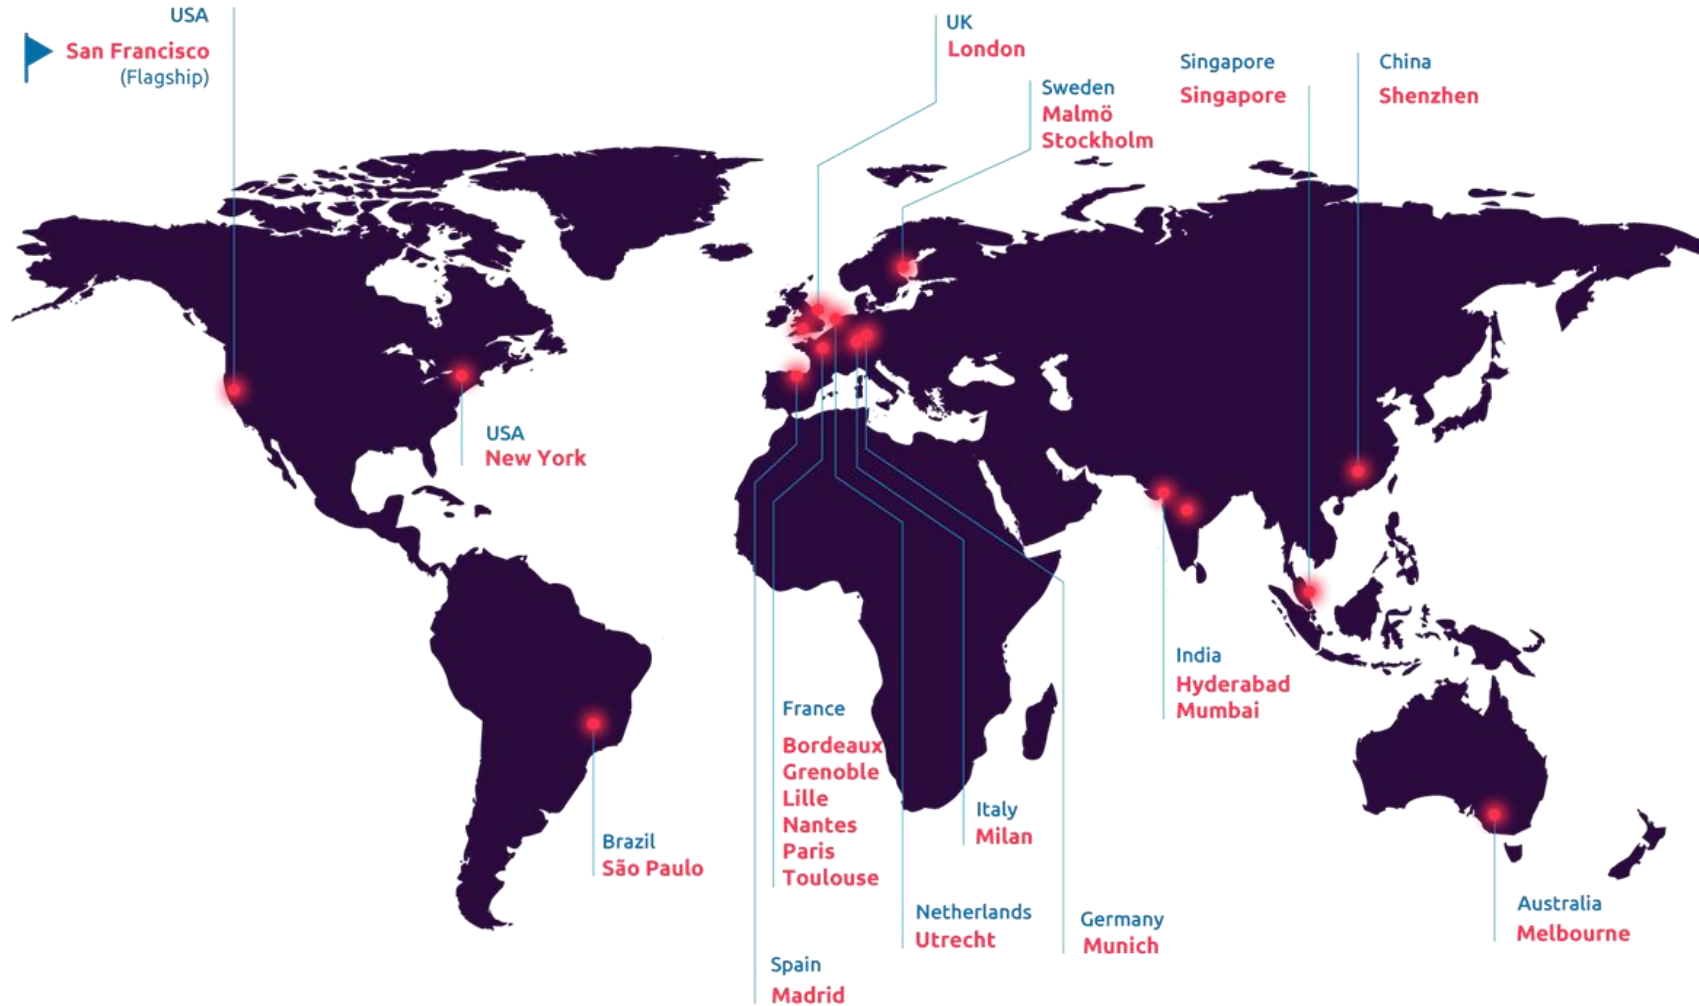 USA
San Francisco
(Flagship)
UK
London
Sweden
Malmö
Stockholm
Singapore
Singapore
China
Shenzhen
USA
New York
India
Hyderabad
Mumbai
France
Bordeaux
Grenoble
Lille
Nantes
Paris
Toulouse
Italy
Milan
Brazil
São Paulo
Netherlands
Utrecht
Germany
Munich
Australia
Melbourne
Spain
Madrid